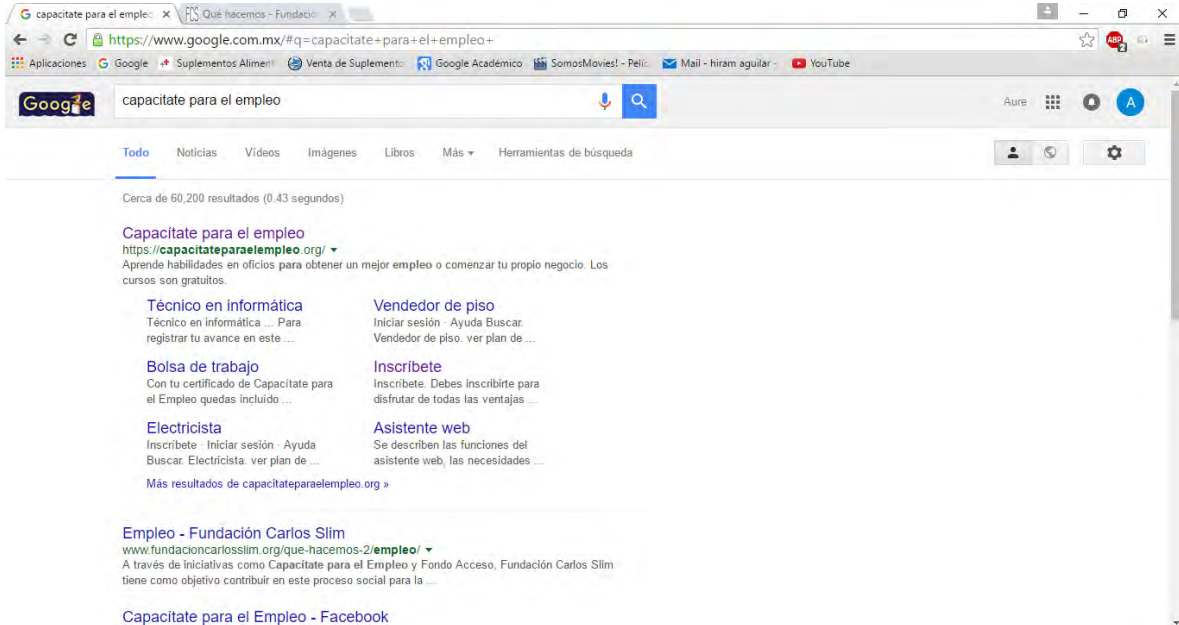 capacitate para el emplec
FCS Qué hacemos - Fundació
https://www.google.com.mx/#q=capacitate+para+el+empleo+
ABP
2
Aplicaciones G Google Suplementos Aliment Venta de Suplemento Google Académico SomosMovies! - Pelíc Mail - hiram aguilar - YouTube
Google capacitate para el empleo Aure A
Todo Noticias Vídeos Imágenes Libros Más Herramientas de búsqueda
Cerca de 60,200 resultados (0.43 segundos)
Capacítate para el empleo
https://capacitateparaelempleo.org/
Aprende habilidades en oficios para obtener un mejor empleo o comenzar tu propio negocio. Los
cursos son gratuitos.
Técnico en informática
Técnico en informática ... Para
registrar tu avance en este ...
Vendedor de piso
Iniciar sesión · Ayuda Buscar.
Vendedor de piso. ver plan de ...
Bolsa de trabajo
Con tu certificado de Capacítate para
el Empleo quedas incluído ...
Inscríbete
Inscríbete. Debes inscribirte para
disfrutar de todas las ventajas ...
Electricista
Inscríbete · Iniciar sesión · Ayuda
Buscar. Electricista. ver plan de ...
Asistente web
Se describen las funciones del
asistente web, las necesidades ...
Más resultados de capacitateparaelempleo.org »
Empleo - Fundación Carlos Slim
www.fundacioncarlosslim.org/que-hacemos-2/empleo/
A través de iniciativas como Capacítate para el Empleo y Fondo Acceso, Fundación Carlos Slim
tiene como objetivo contribuir en este proceso social para la ...
Capacítate para el Empleo - Facebook